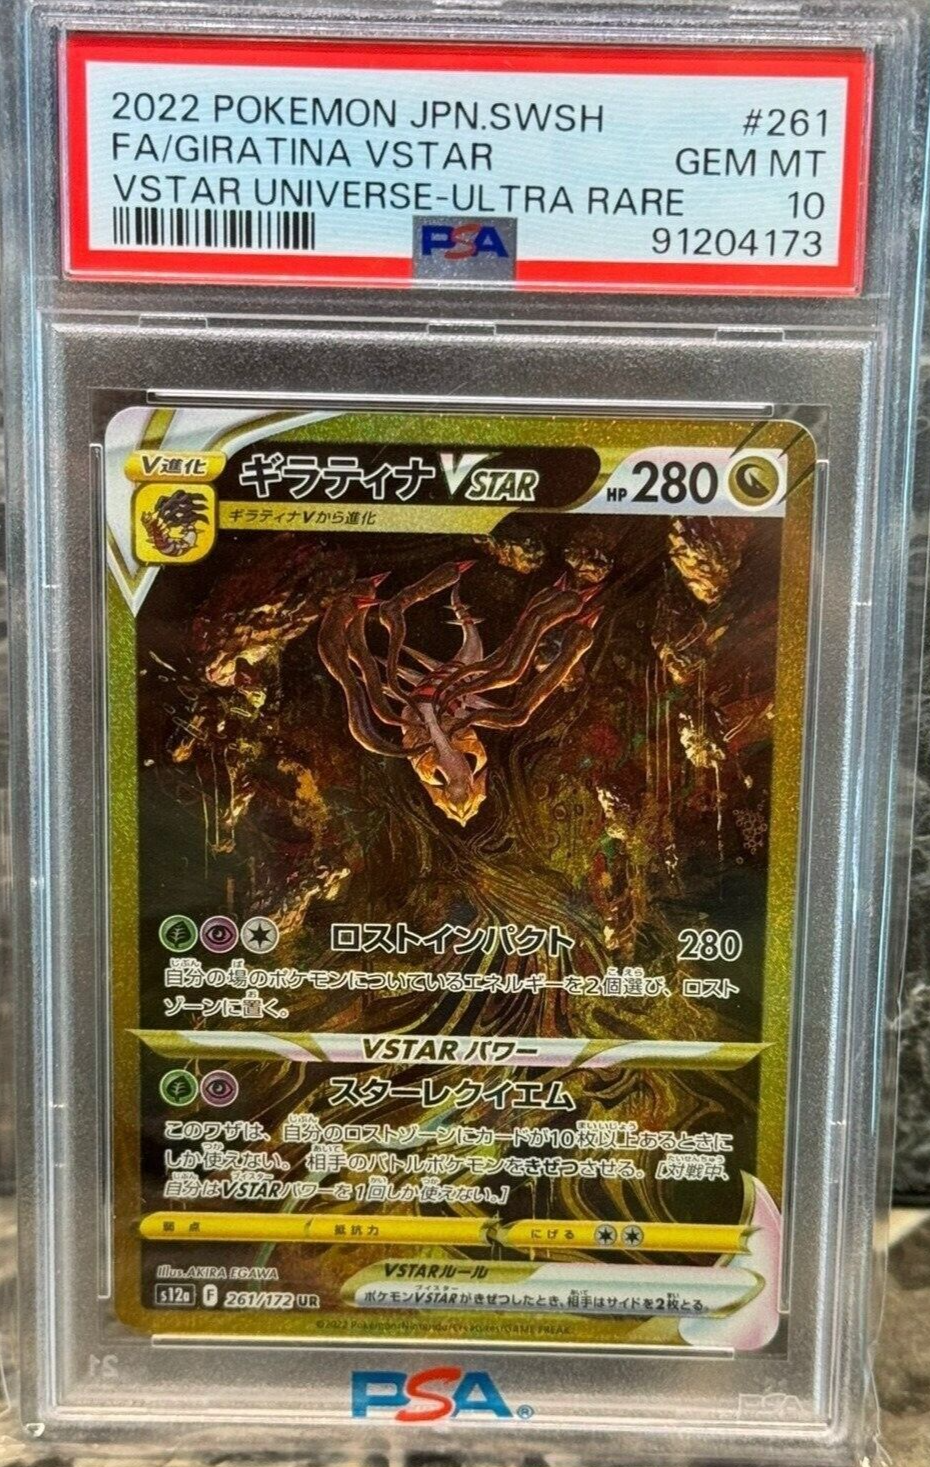 2022 POKEMON JPN.SWSH #261
FA/GIRATINA VSTAR GEM MT
VSTAR UNIVERSE-ULTRA RARE 10
PSA 91204173
V進化 ギラティナVSTAR HP 280
ギラティナVから進化
ロストインパクト 280
自分の場のポケモンについているエネルギーを2個選び、ロスト
ゾーンに置く。
VSTARパワー
スターレクイエム
このワザは、自分のロストゾーンにカードが10枚以上あるときに
しか使えない。相手のバトルポケモンをきぜつさせる。[対戦中、
自分はVSTARパワーを1回しか使えない。]
弱点 抵抗力 にげる
Illus.AKIRA EGAWA
VSTARルール
s12a F 261/172 UR
ポケモンVSTARがきぜつしたとき、相手はサイドを2枚とる。
©2022 Pokémon/Nintendo/Creatures/GAME FREAK
PSA®